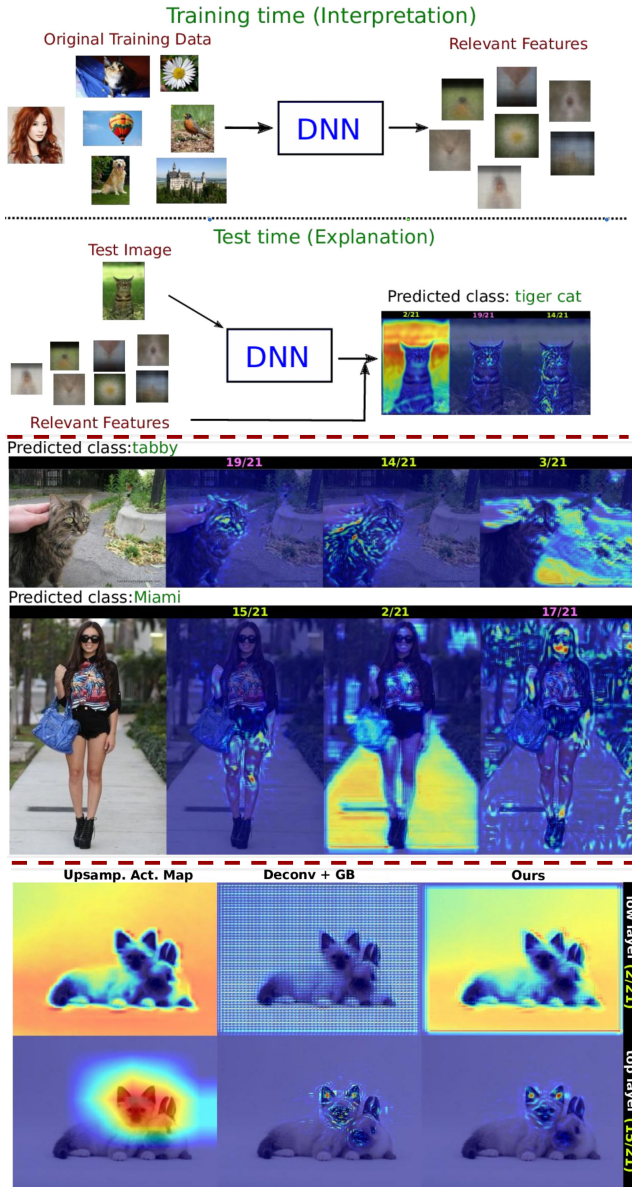 Training time (Interpretation)
Original Training Data
Relevant Features
DNN
Test time (Explanation)
Test Image
Predicted class: tiger cat
2/21 19/21 14/21
DNN
Relevant Features
Predicted class:tabby
19/21 14/21 3/21
Predicted class:Miami
15/21 2/21 17/21
Upsamp. Act. Map Deconv + GB Ours
low layer (2/21)
top layer (15/21)